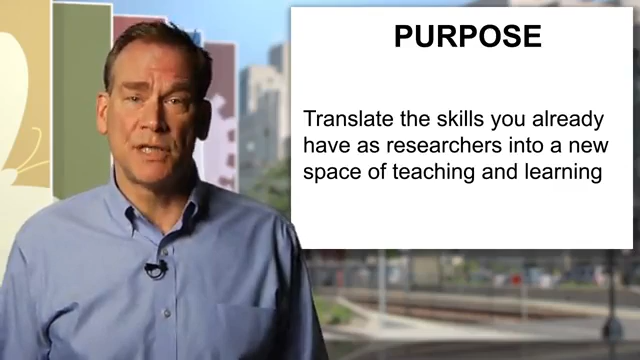 PURPOSE
Translate the skills you already
have as researchers into a new
space of teaching and learning